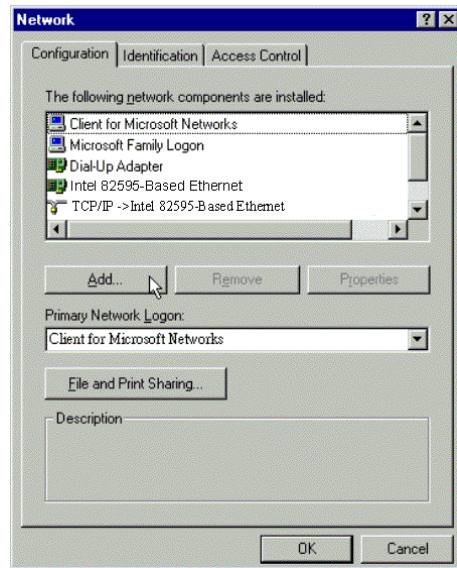 Network
Configuration Identification Access Control
The following network components are installed:
Client for Microsoft Networks
Microsoft Family Logon
Dial-Up Adapter
Intel 82595-Based Ethernet
TCP/IP ->Intel 82595-Based Ethernet
Add... Remove Properties
Primary Network Logon:
Client for Microsoft Networks
File and Print Sharing...
Description
OK Cancel